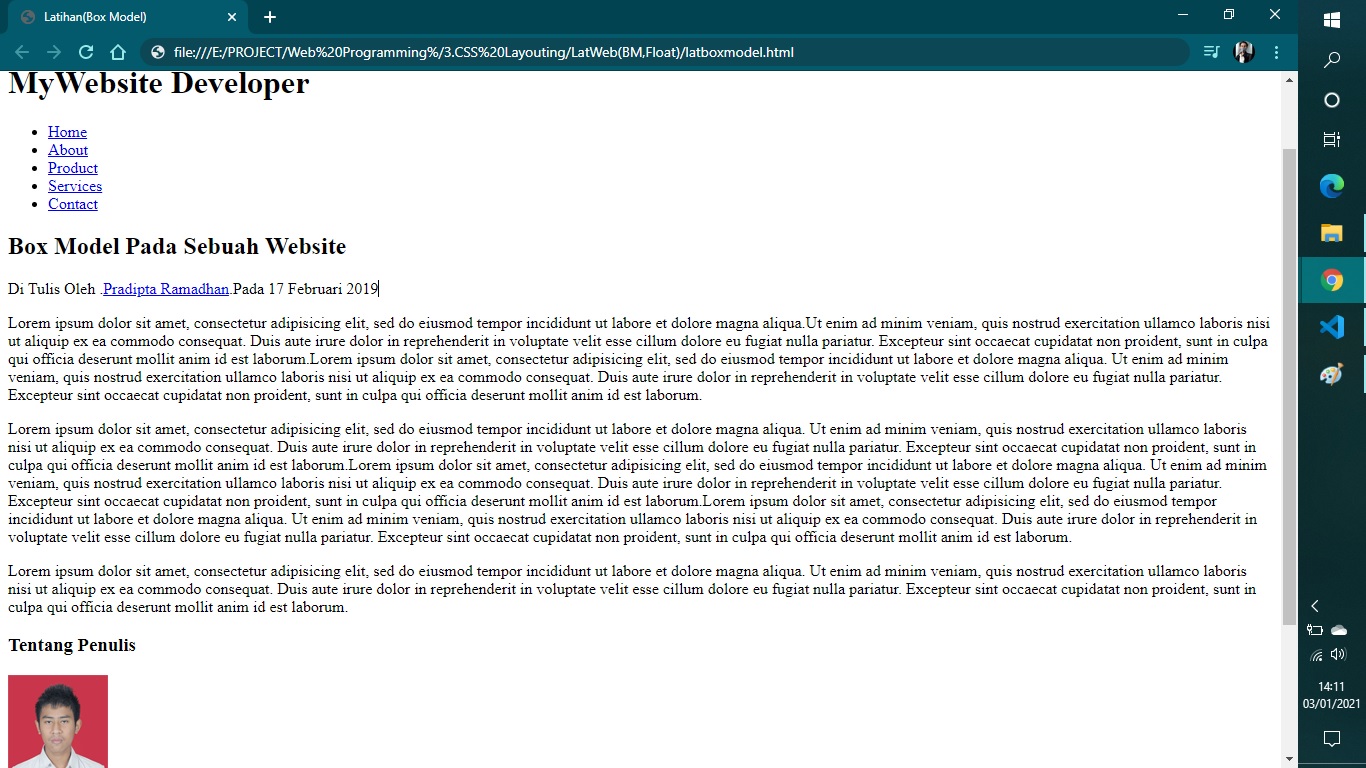 Latihan(Box Model)
file:///E:/PROJECT/Web%20Programming%/3.CSS%20Layouting/LatWeb(BM,Float)/latboxmodel.html
MyWebsite Developer
Home
About
Product
Services
Contact
Box Model Pada Sebuah Website
Di Tulis Oleh .Pradipta Ramadhan.Pada 17 Februari 2019
Lorem ipsum dolor sit amet, consectetur adipisicing elit, sed do eiusmod tempor incididunt ut labore et dolore magna aliqua.Ut enim ad minim veniam, quis nostrud exercitation ullamco laboris nisi
ut aliquip ex ea commodo consequat. Duis aute irure dolor in reprehenderit in voluptate velit esse cillum dolore eu fugiat nulla pariatur. Excepteur sint occaecat cupidatat non proident, sunt in culpa
qui officia deserunt mollit anim id est laborum.Lorem ipsum dolor sit amet, consectetur adipisicing elit, sed do eiusmod tempor incididunt ut labore et dolore magna aliqua. Ut enim ad minim
veniam, quis nostrud exercitation ullamco laboris nisi ut aliquip ex ea commodo consequat. Duis aute irure dolor in reprehenderit in voluptate velit esse cillum dolore eu fugiat nulla pariatur.
Excepteur sint occaecat cupidatat non proident, sunt in culpa qui officia deserunt mollit anim id est laborum.
Lorem ipsum dolor sit amet, consectetur adipisicing elit, sed do eiusmod tempor incididunt ut labore et dolore magna aliqua. Ut enim ad minim veniam, quis nostrud exercitation ullamco laboris
nisi ut aliquip ex ea commodo consequat. Duis aute irure dolor in reprehenderit in voluptate velit esse cillum dolore eu fugiat nulla pariatur. Excepteur sint occaecat cupidatat non proident, sunt in
culpa qui officia deserunt mollit anim id est laborum.Lorem ipsum dolor sit amet, consectetur adipisicing elit, sed do eiusmod tempor incididunt ut labore et dolore magna aliqua. Ut enim ad minim
veniam, quis nostrud exercitation ullamco laboris nisi ut aliquip ex ea commodo consequat. Duis aute irure dolor in reprehenderit in voluptate velit esse cillum dolore eu fugiat nulla pariatur.
Excepteur sint occaecat cupidatat non proident, sunt in culpa qui officia deserunt mollit anim id est laborum.Lorem ipsum dolor sit amet, consectetur adipisicing elit, sed do eiusmod tempor
incididunt ut labore et dolore magna aliqua. Ut enim ad minim veniam, quis nostrud exercitation ullamco laboris nisi ut aliquip ex ea commodo consequat. Duis aute irure dolor in reprehenderit in
voluptate velit esse cillum dolore eu fugiat nulla pariatur. Excepteur sint occaecat cupidatat non proident, sunt in culpa qui officia deserunt mollit anim id est laborum.
Lorem ipsum dolor sit amet, consectetur adipisicing elit, sed do eiusmod tempor incididunt ut labore et dolore magna aliqua. Ut enim ad minim veniam, quis nostrud exercitation ullamco laboris
nisi ut aliquip ex ea commodo consequat. Duis aute irure dolor in reprehenderit in voluptate velit esse cillum dolore eu fugiat nulla pariatur. Excepteur sint occaecat cupidatat non proident, sunt in
culpa qui officia deserunt mollit anim id est laborum.
Tentang Penulis
14:11
03/01/2021